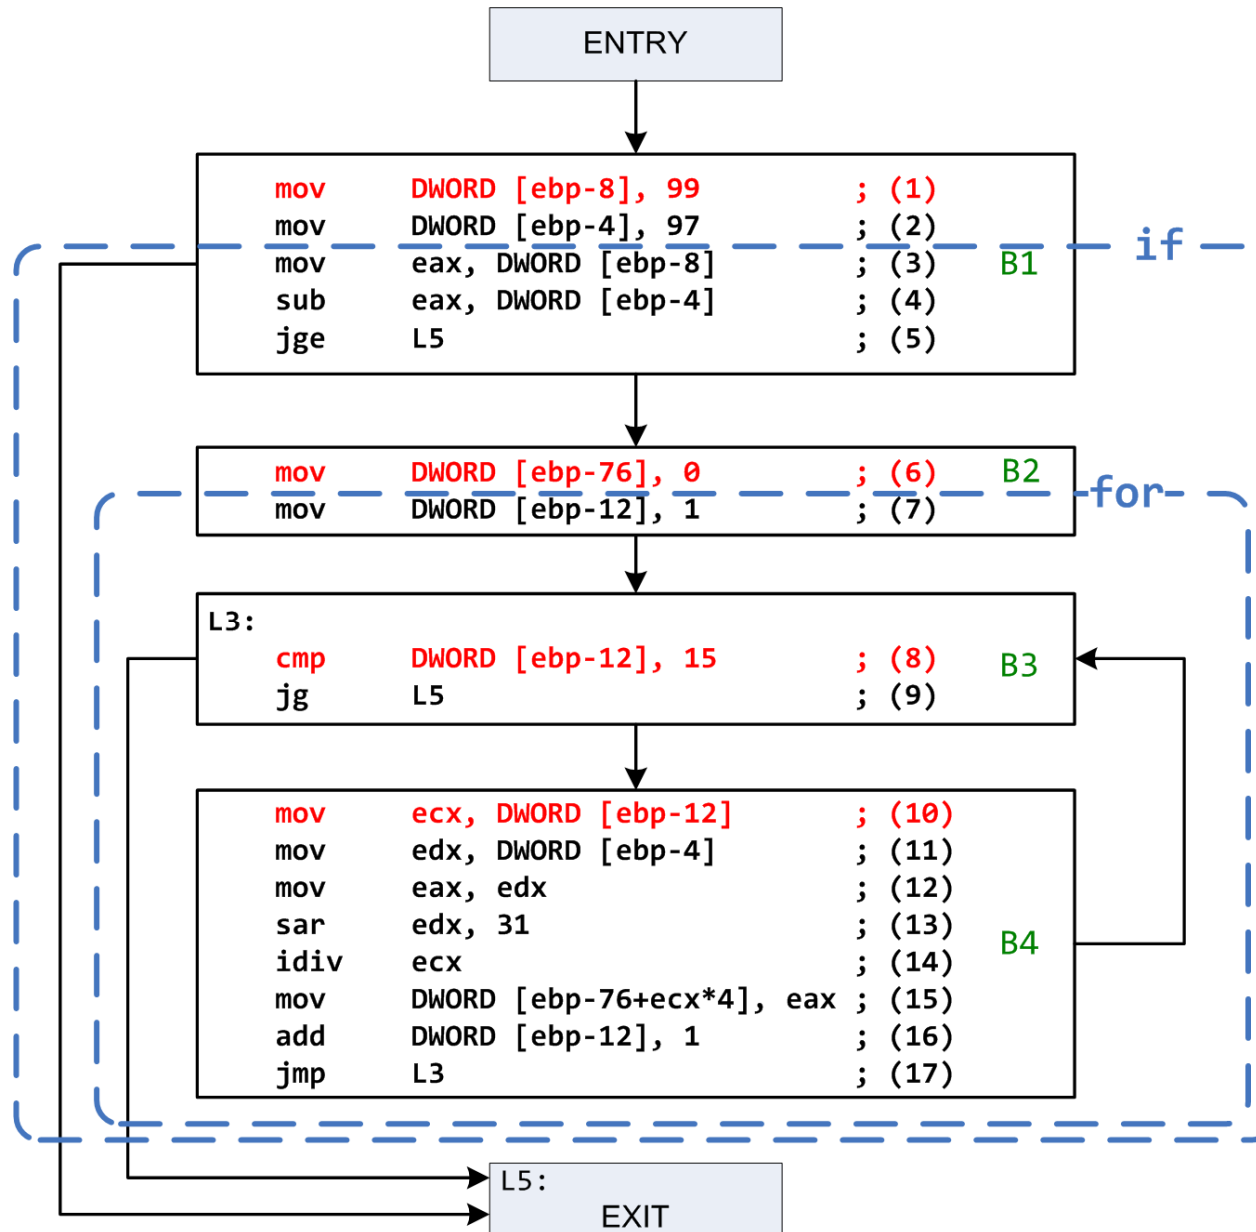 ENTRY
mov DWORD [ebp-8], 99 ; (1)
mov DWORD [ebp-4], 97 ; (2)
if
mov eax, DWORD [ebp-8] ; (3) B1
sub eax, DWORD [ebp-4] ; (4)
jge L5 ; (5)
mov DWORD [ebp-76], 0 ; (6) B2
for
mov DWORD [ebp-12], 1 ; (7)
L3:
cmp DWORD [ebp-12], 15 ; (8) B3
jg L5 ; (9)
mov ecx, DWORD [ebp-12] ; (10)
mov edx, DWORD [ebp-4] ; (11)
mov eax, edx ; (12)
sar edx, 31 ; (13)
B4
idiv ecx ; (14)
mov DWORD [ebp-76+ecx*4], eax ; (15)
add DWORD [ebp-12], 1 ; (16)
jmp L3 ; (17)
L5:
EXIT